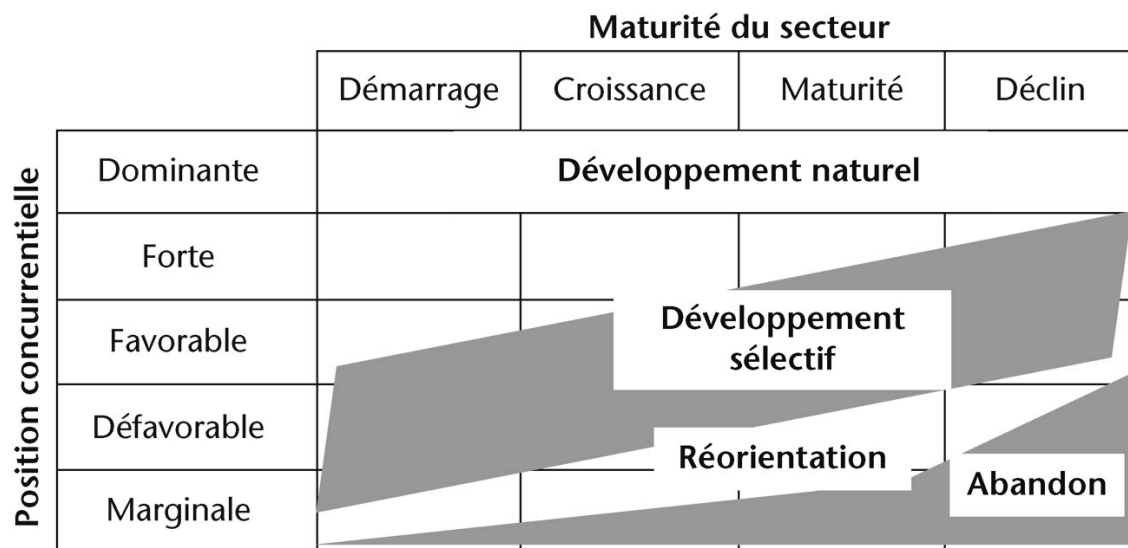 Maturité du secteur
Démarrage
Croissance
Maturité
Déclin
Position concurrentielle
Dominante
Développement naturel
Forte
Favorable
Développement
sélectif
Défavorable
Réorientation
Marginale
Abandon